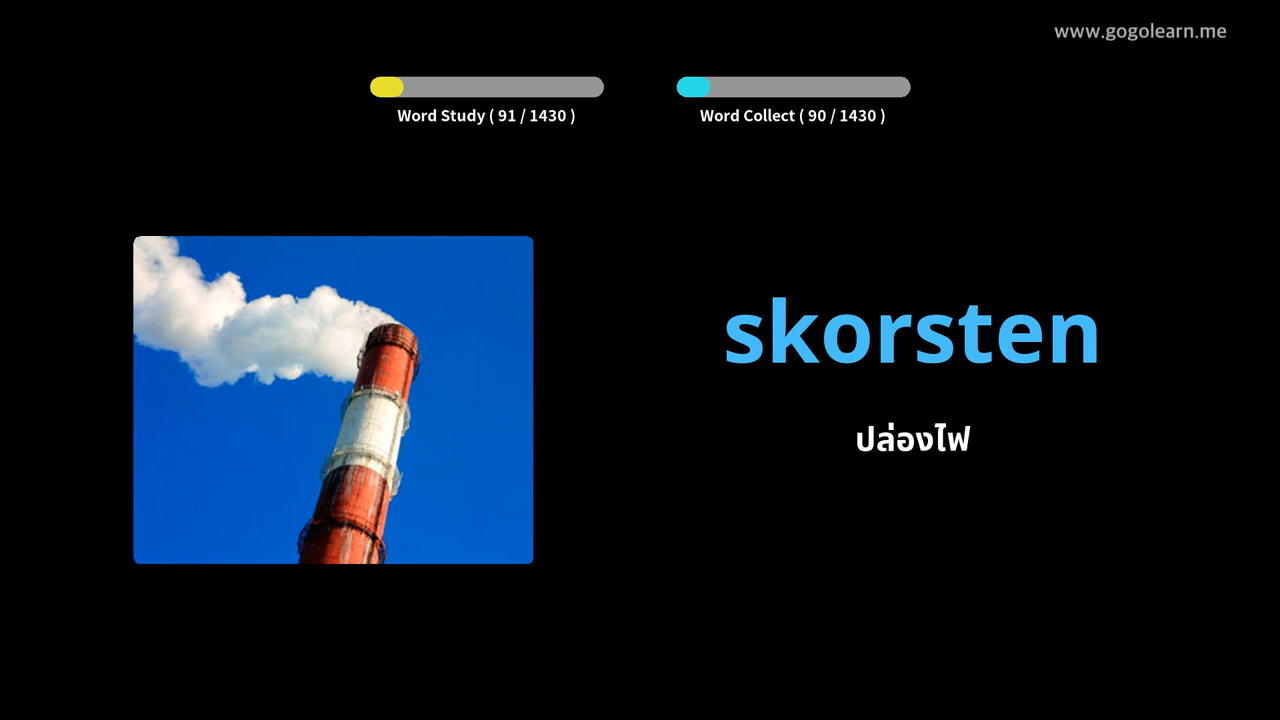 www.gogolearn.me
Word Study ( 91 / 1430 )
Word Collect ( 90 / 1430 )
skorsten
ปล่องไฟ